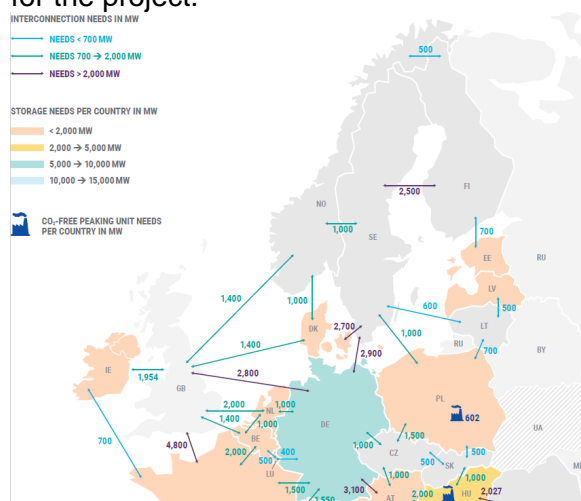 for the project.
INTERCONNECTION NEEDS IN MW
NEEDS < 700 MW
NEEDS 700 → 2,000 MW
NEEDS > 2,000 MW
STORAGE NEEDS PER COUNTRY IN MW
< 2,000 MW
2,000 → 5,000 MW
5,000 → 10,000 MW
10,000 → 15,000 MW
CO₂-FREE PEAKING UNIT NEEDS
PER COUNTRY IN MW
500
FI
2,500
NO
1,000
SE
700
EE
RU
1,400
1,000
LV
600
500
LT
DK
2,700
1,000
1,400
RU
700
BY
IE
1,954
2,900
2,800
GB
PL
602
2,000
NL
1,000
DE
1,400
1,000
UA
BE
1,500
1,000
700
4,800
2,000
400
500
CZ
500
500
SK
LU
1,500
3,100
1,000
1,000
AT
HU
2,000
2,027
1,550